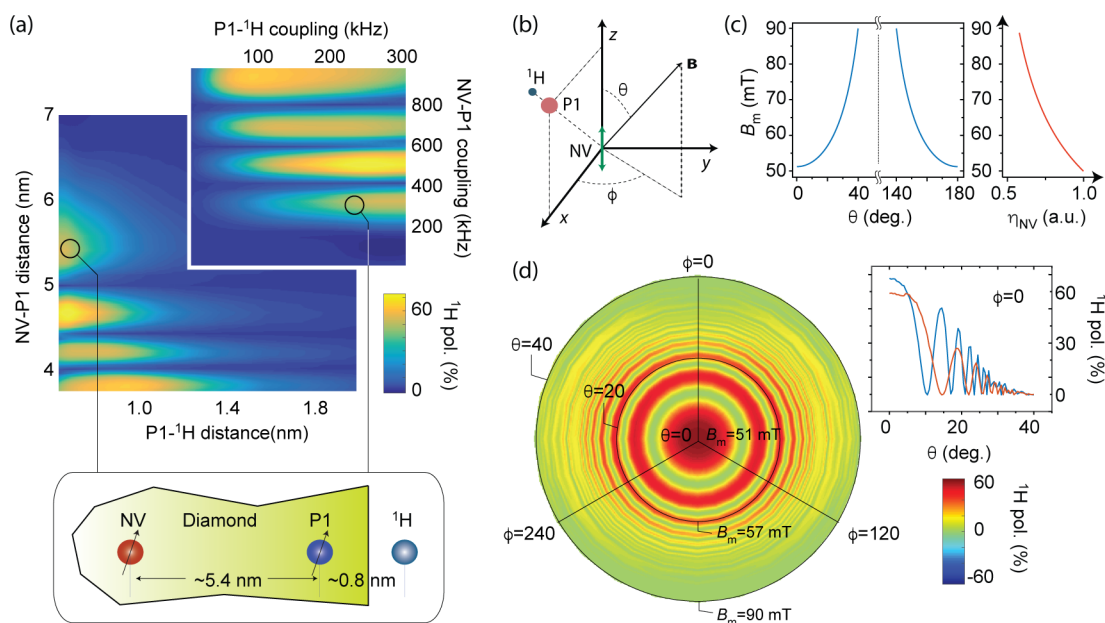 (a)
P1-¹H coupling (kHz)
100 200 300
NV-P1 coupling (kHz)
800
600
400
200
NV-P1 distance (nm)
7
6
5
4
1.0 1.4 1.8
P1-¹H distance(nm)
¹H pol. (%)
60
0
NV Diamond P1 ¹H
~5.4 nm ~0.8 nm
(b)
z
B
θ
¹H
P1
NV
y
ϕ
x
(c)
Bm (mT)
90
80
70
60
50
0 40 140 180
θ (deg.)
90
80
70
60
50
0.5 1.0
ηNV (a.u.)
(d)
ϕ=0
θ=40
θ=20
θ=0 Bm=51 mT
ϕ=240
ϕ=120
Bm=57 mT
Bm=90 mT
ϕ=0
60
30
0
¹H pol. (%)
0 10 20 30 40
θ (deg.)
60
0
-60
¹H pol. (%)